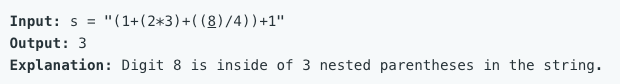 Input: s = "(1+(2*3)+((8)/4))+1"
Output: 3
Explanation: Digit 8 is inside of 3 nested parentheses in the string.